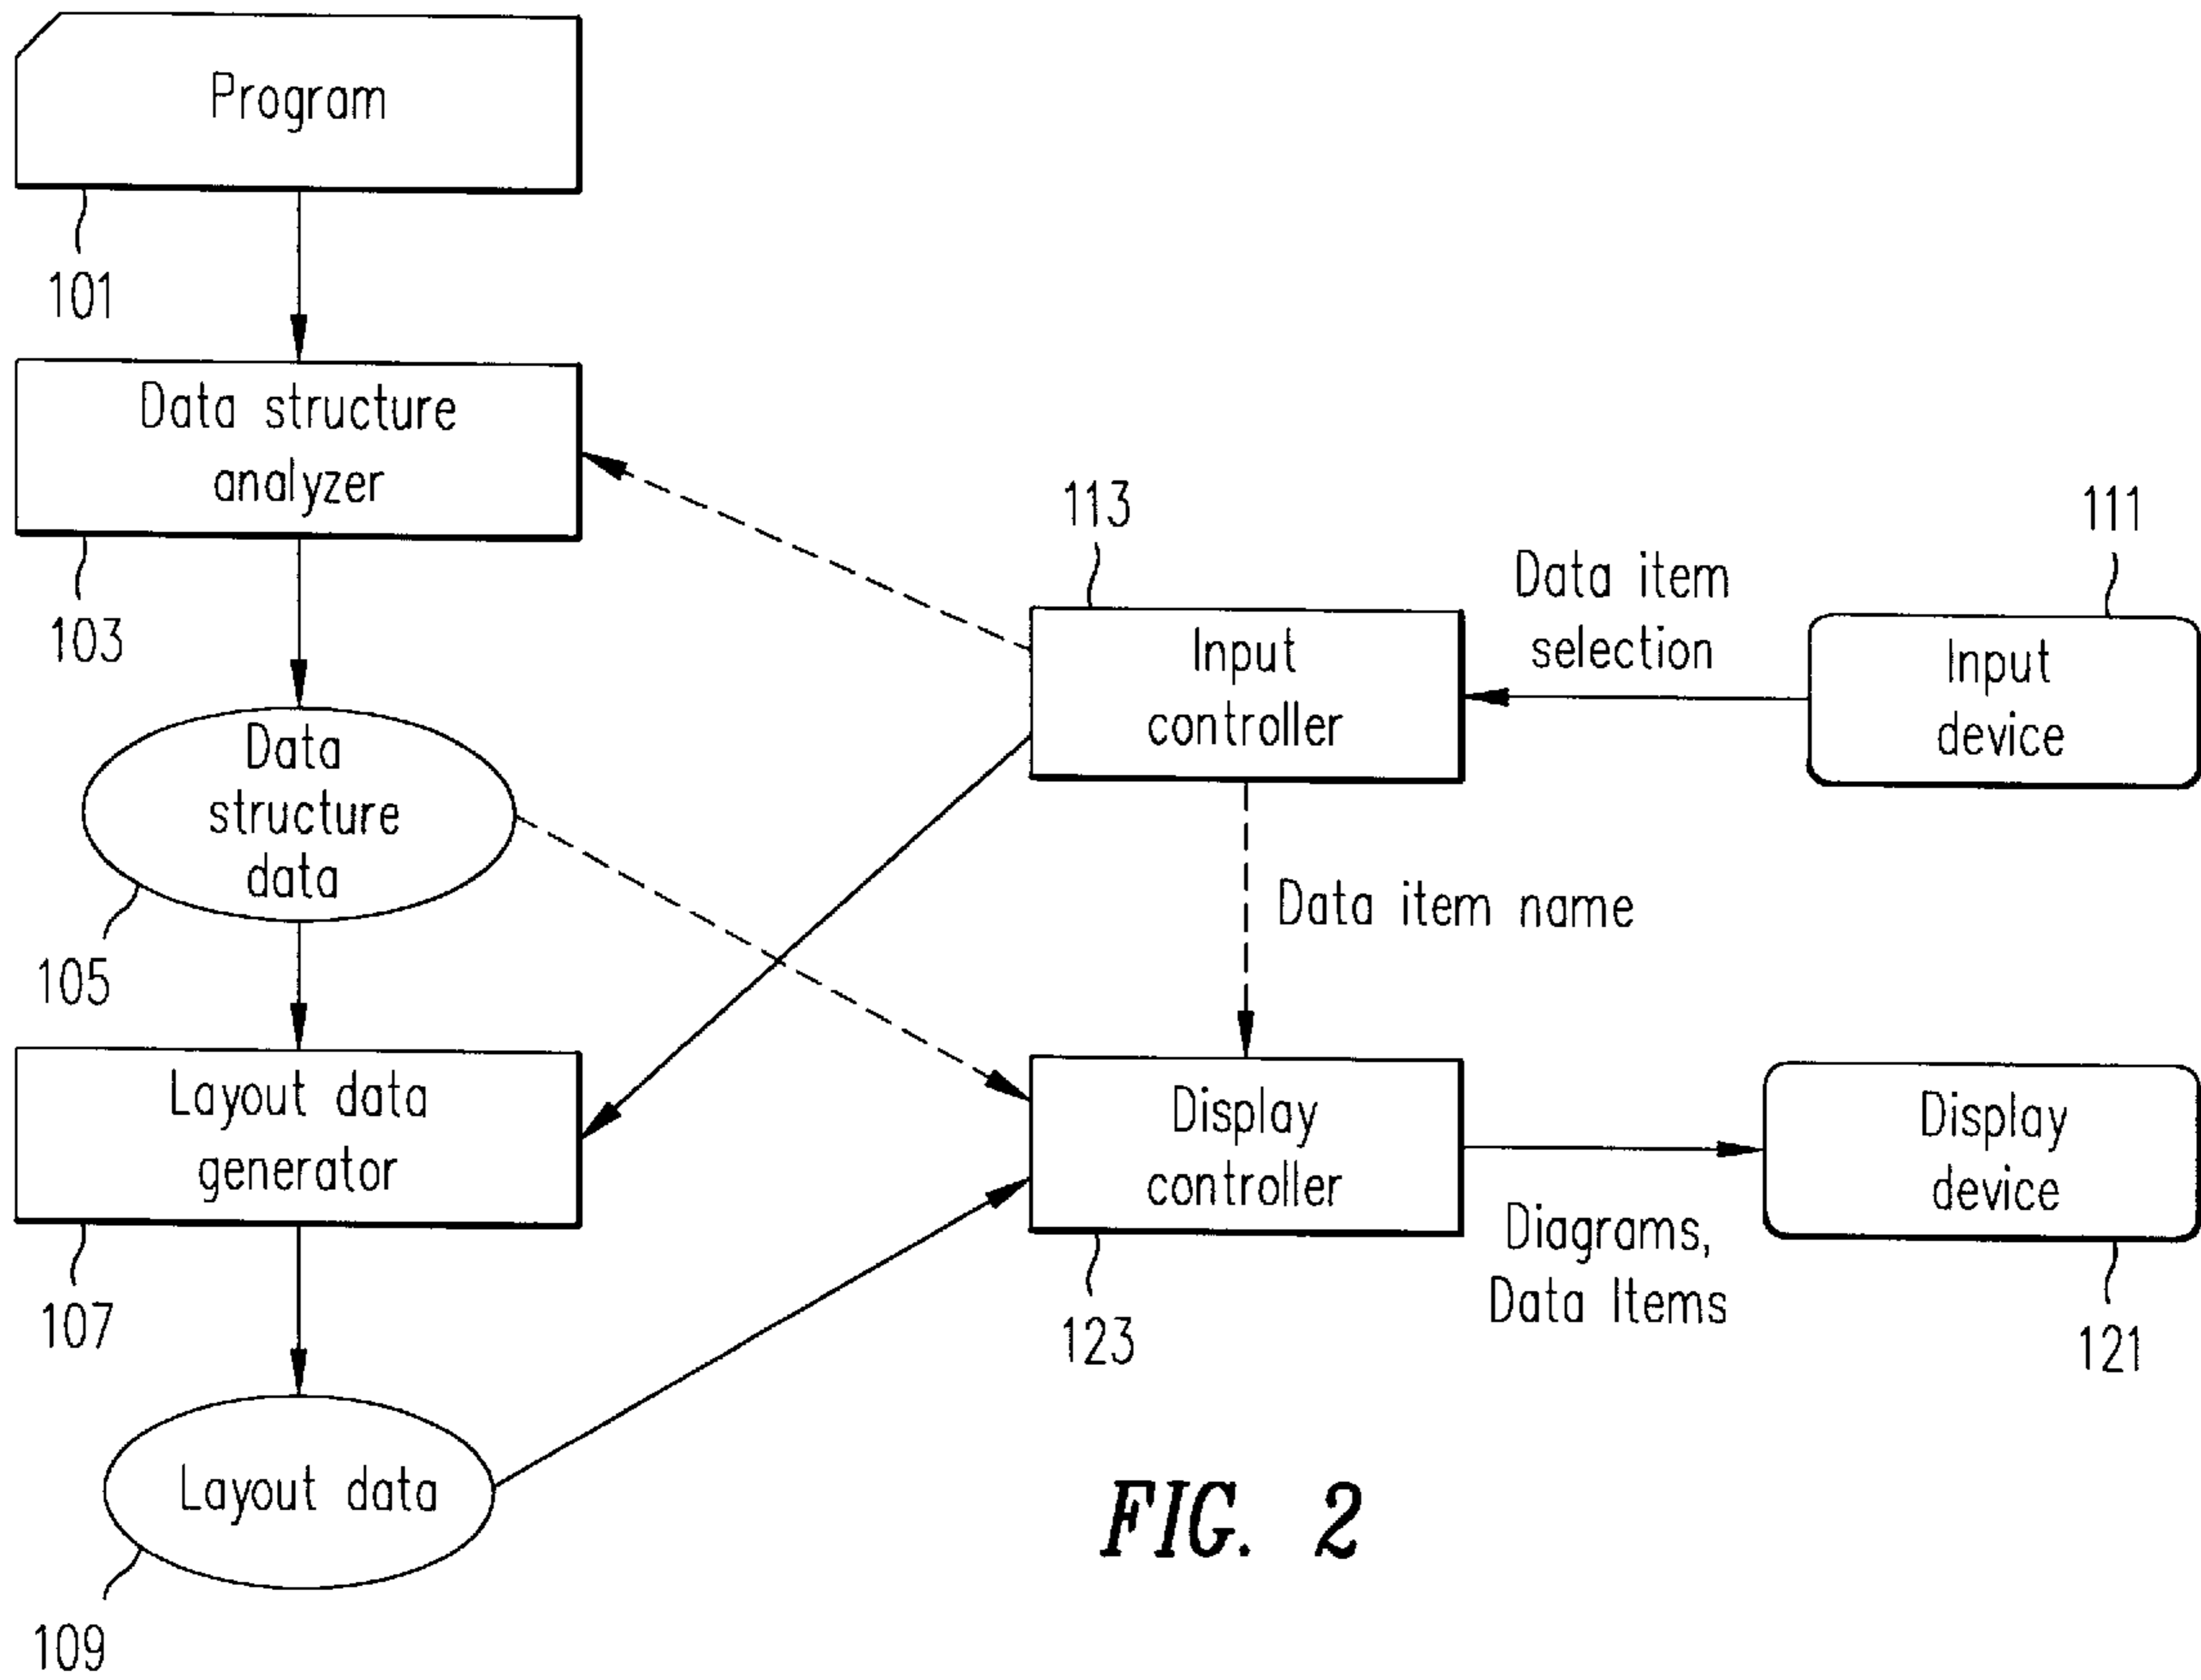 Program
101
Data structure
analyzer
103
Data
structure
data
105
Layout data
generator
107
Layout data
109
113
Input
controller
Data item
selection
111
Input
device
Data item name
Display
controller
123
Diagrams,
Data Items
Display
device
121
FIG. 2